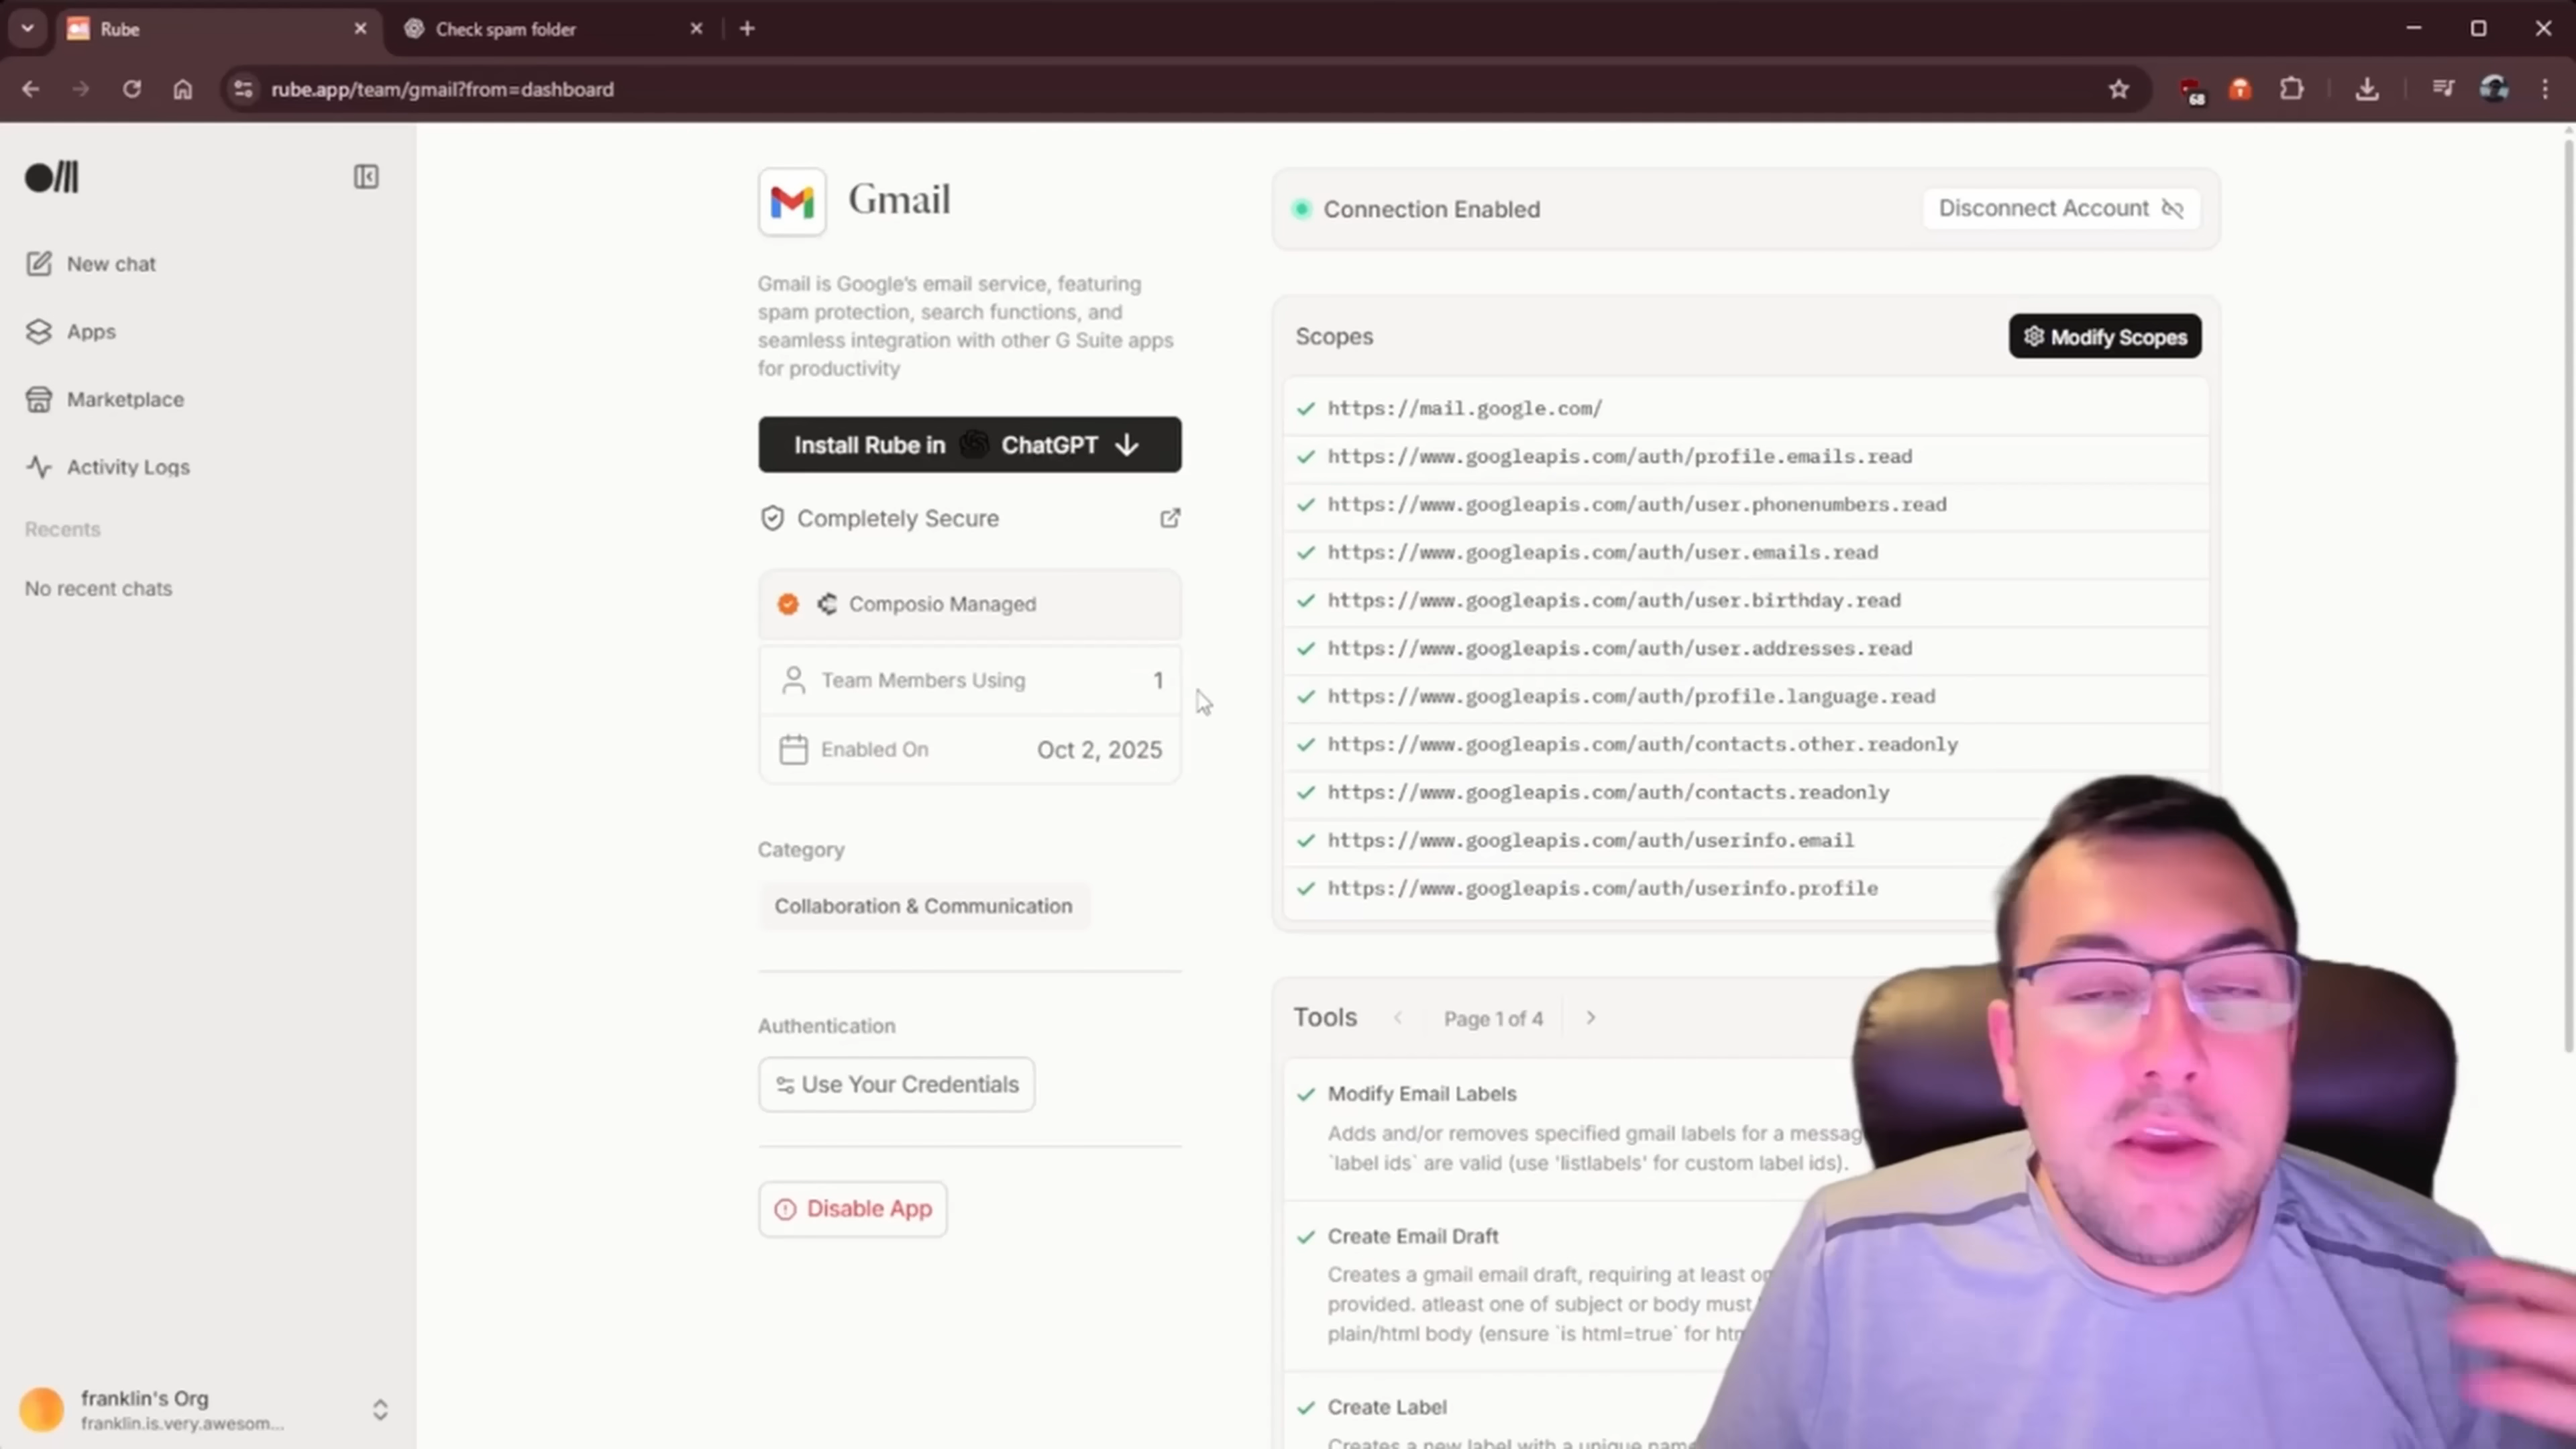 Rube
Check spam folder
rube.app/team/gmail?from=dashboard
68
New chat
Apps
Marketplace
Activity Logs
Recents
No recent chats
franklin's Org
franklin.is.very.awesom...
Gmail
Gmail is Google's email service, featuring
spam protection, search functions, and
seamless integration with other G Suite apps
for productivity
Install Rube in ChatGPT
Completely Secure
Composio Managed
Team Members Using 1
Enabled On Oct 2, 2025
Category
Collaboration & Communication
Authentication
Use Your Credentials
Disable App
Connection Enabled
Disconnect Account
Scopes
Modify Scopes
https://mail.google.com/
https://www.googleapis.com/auth/profile.emails.read
https://www.googleapis.com/auth/user.phonenumbers.read
https://www.googleapis.com/auth/user.emails.read
https://www.googleapis.com/auth/user.birthday.read
https://www.googleapis.com/auth/user.addresses.read
https://www.googleapis.com/auth/profile.language.read
https://www.googleapis.com/auth/contacts.other.readonly
https://www.googleapis.com/auth/contacts.readonly
https://www.googleapis.com/auth/userinfo.email
https://www.googleapis.com/auth/userinfo.profile
Tools
Page 1 of 4
Modify Email Labels
Adds and/or removes specified gmail labels for a messag
`label ids` are valid (use 'listlabels' for custom label ids).
Create Email Draft
Creates a gmail email draft, requiring at least
provided. atleast one of subject or body must
plain/html body (ensure `is html=true` for
Create Label
Creates a new label with a unique